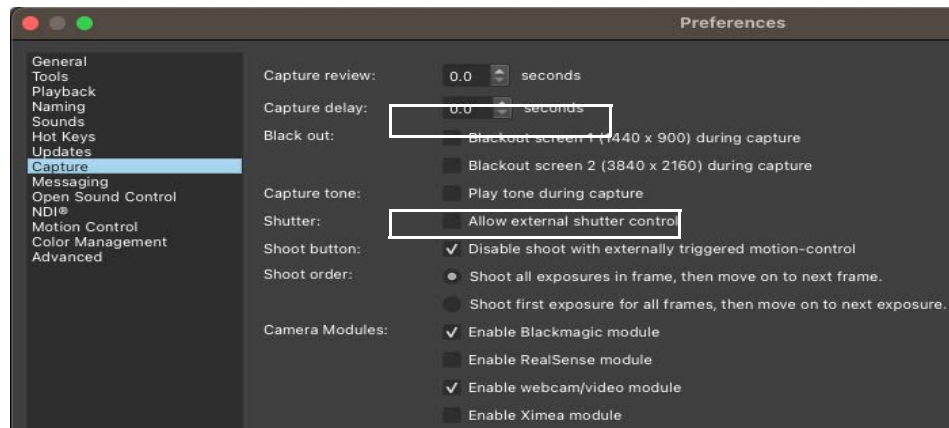 Preferences
General
Tools
Playback
Naming
Sounds
Hot Keys
Updates
Capture
Messaging
Open Sound Control
NDI®
Motion Control
Color Management
Advanced
Capture review: 0.0 seconds
Capture delay: 0.0 seconds
Black out: Blackout screen 1 (1440 x 900) during capture
Blackout screen 2 (3840 x 2160) during capture
Capture tone: Play tone during capture
Shutter: Allow external shutter control
Shoot button: Disable shoot with externally triggered motion-control
Shoot order: Shoot all exposures in frame, then move on to next frame.
Shoot first exposure for all frames, then move on to next exposure.
Camera Modules: Enable Blackmagic module
Enable RealSense module
Enable webcam/video module
Enable Ximea module